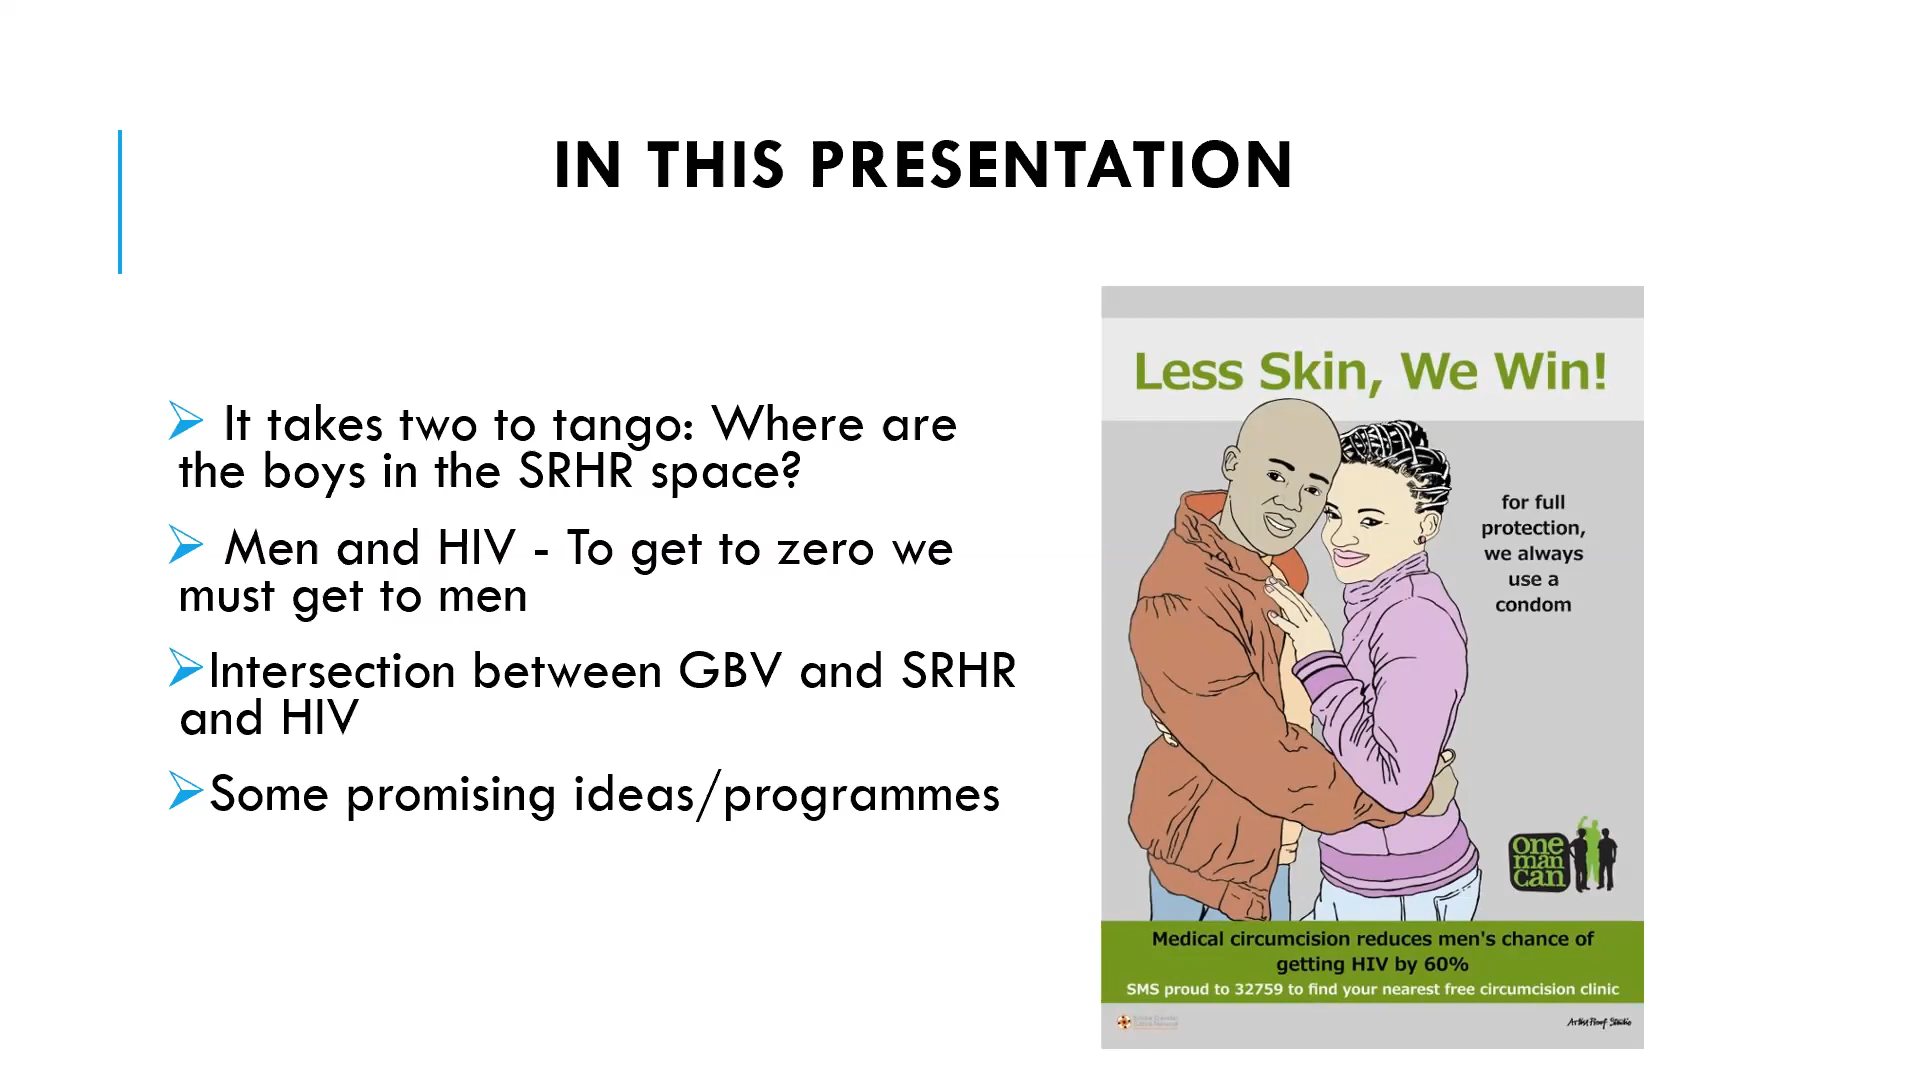 IN THIS PRESENTATION
It takes two to tango: Where are
the boys in the SRHR space?
Men and HIV - To get to zero we
must get to men
Intersection between GBV and SRHR
and HIV
Some promising ideas/programmes
Less Skin, We Win!
for full
protection,
we always
use a
condom
one
man
can
Medical circumcision reduces men's chance of
getting HIV by 60%
SMS proud to 32759 to find your nearest free circumcision clinic
Artist Proof Studio